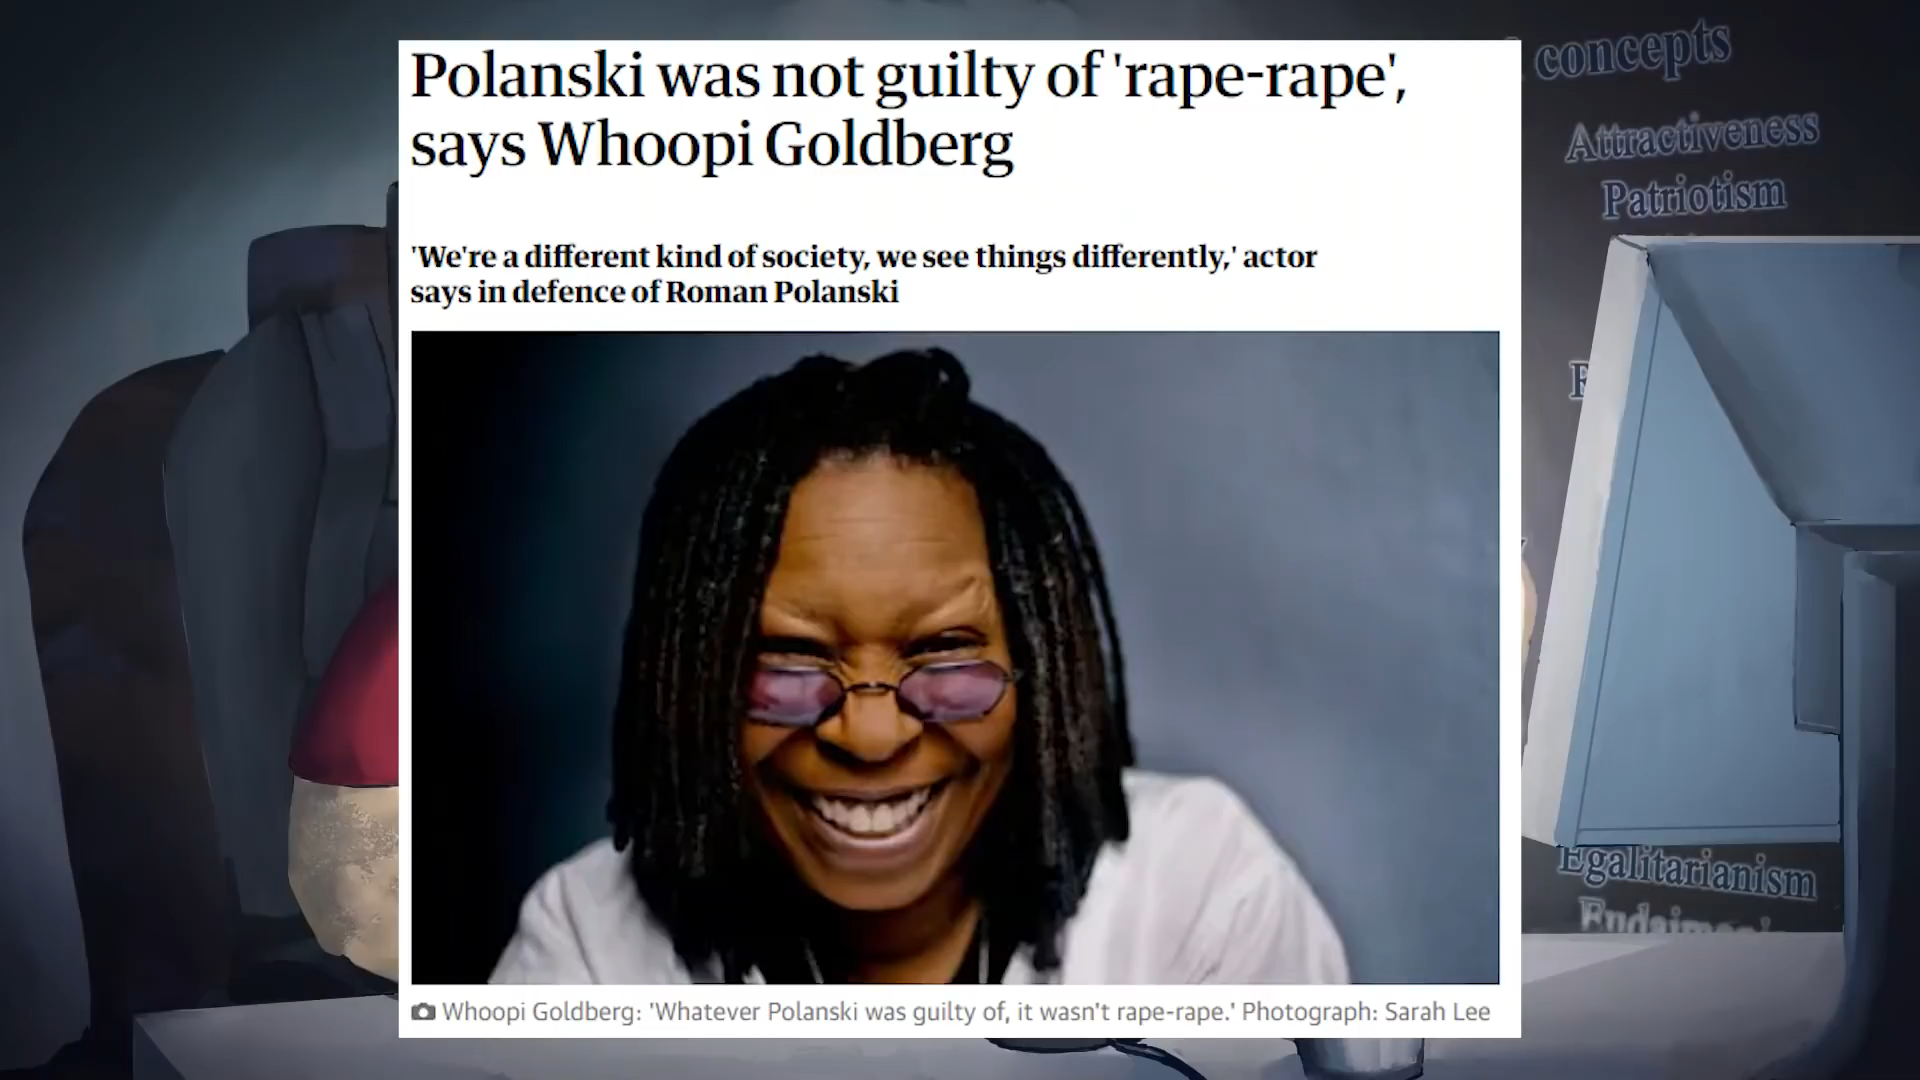 Polanski was not guilty of 'rape-rape',
says Whoopi Goldberg
'We're a different kind of society, we see things differently,' actor
says in defence of Roman Polanski
Whoopi Goldberg: 'Whatever Polanski was guilty of, it wasn't rape-rape.' Photograph: Sarah Lee
concepts
Attractiveness
Patriotism
Egalitarianism